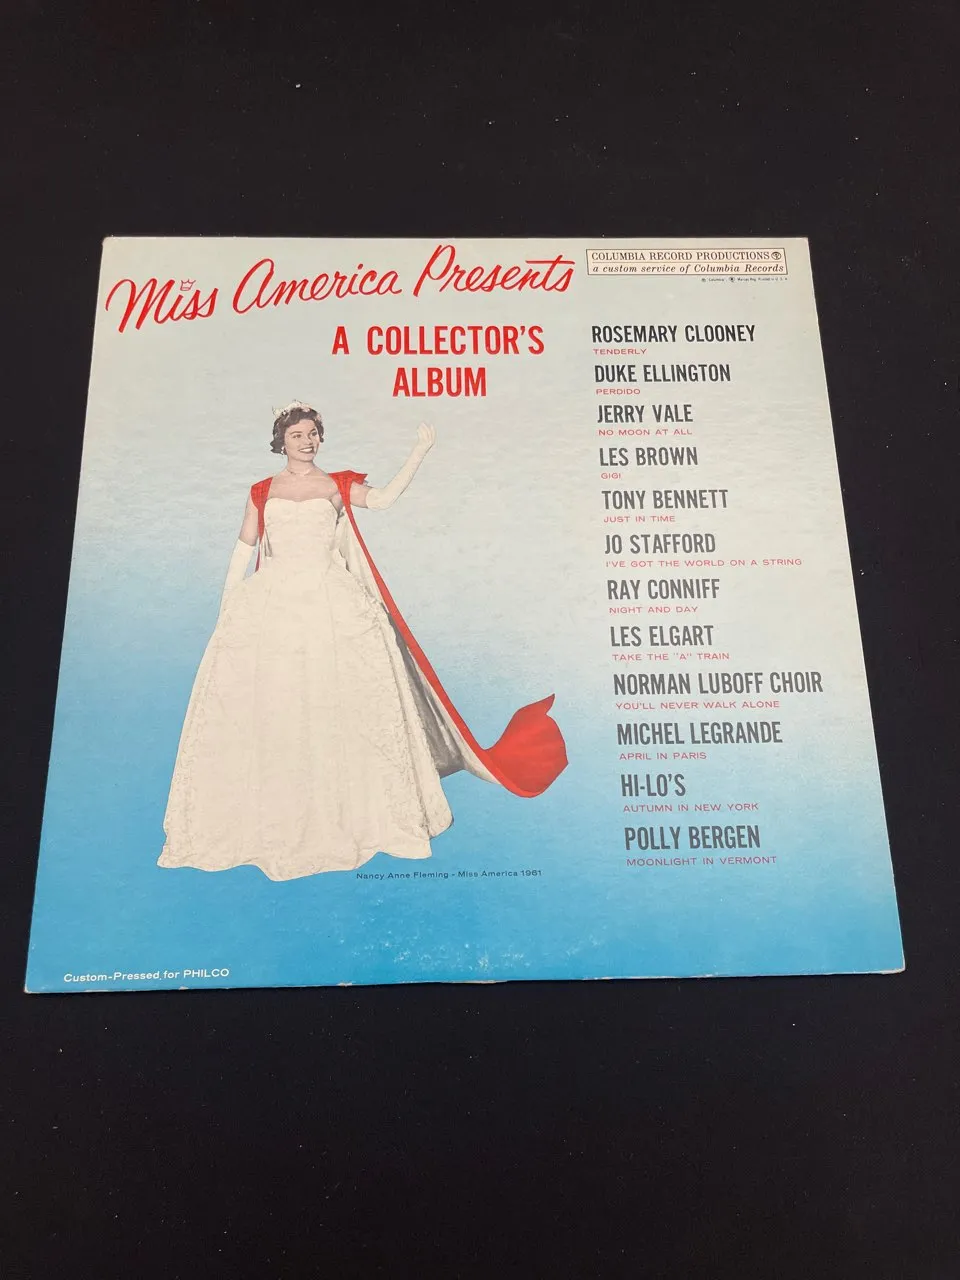 Miss America Presents
A COLLECTOR'S
ALBUM
COLUMBIA RECORD PRODUCTIONS
a custom service of Columbia Records
ROSEMARY CLOONEY
TENDERLY
DUKE ELLINGTON
PERDIDO
JERRY VALE
NO MOON AT ALL
LES BROWN
GIGI
TONY BENNETT
JUST IN TIME
JO STAFFORD
I'VE GOT THE WORLD ON A STRING
RAY CONNIFF
NIGHT AND DAY
LES ELGART
TAKE THE "A" TRAIN
NORMAN LUBOFF CHOIR
YOU'LL NEVER WALK ALONE
MICHEL LEGRANDE
APRIL IN PARIS
HI-LO'S
AUTUMN IN NEW YORK
POLLY BERGEN
MOONLIGHT IN VERMONT
Nancy Anne Fleming - Miss America 1961
Custom-Pressed for PHILCO